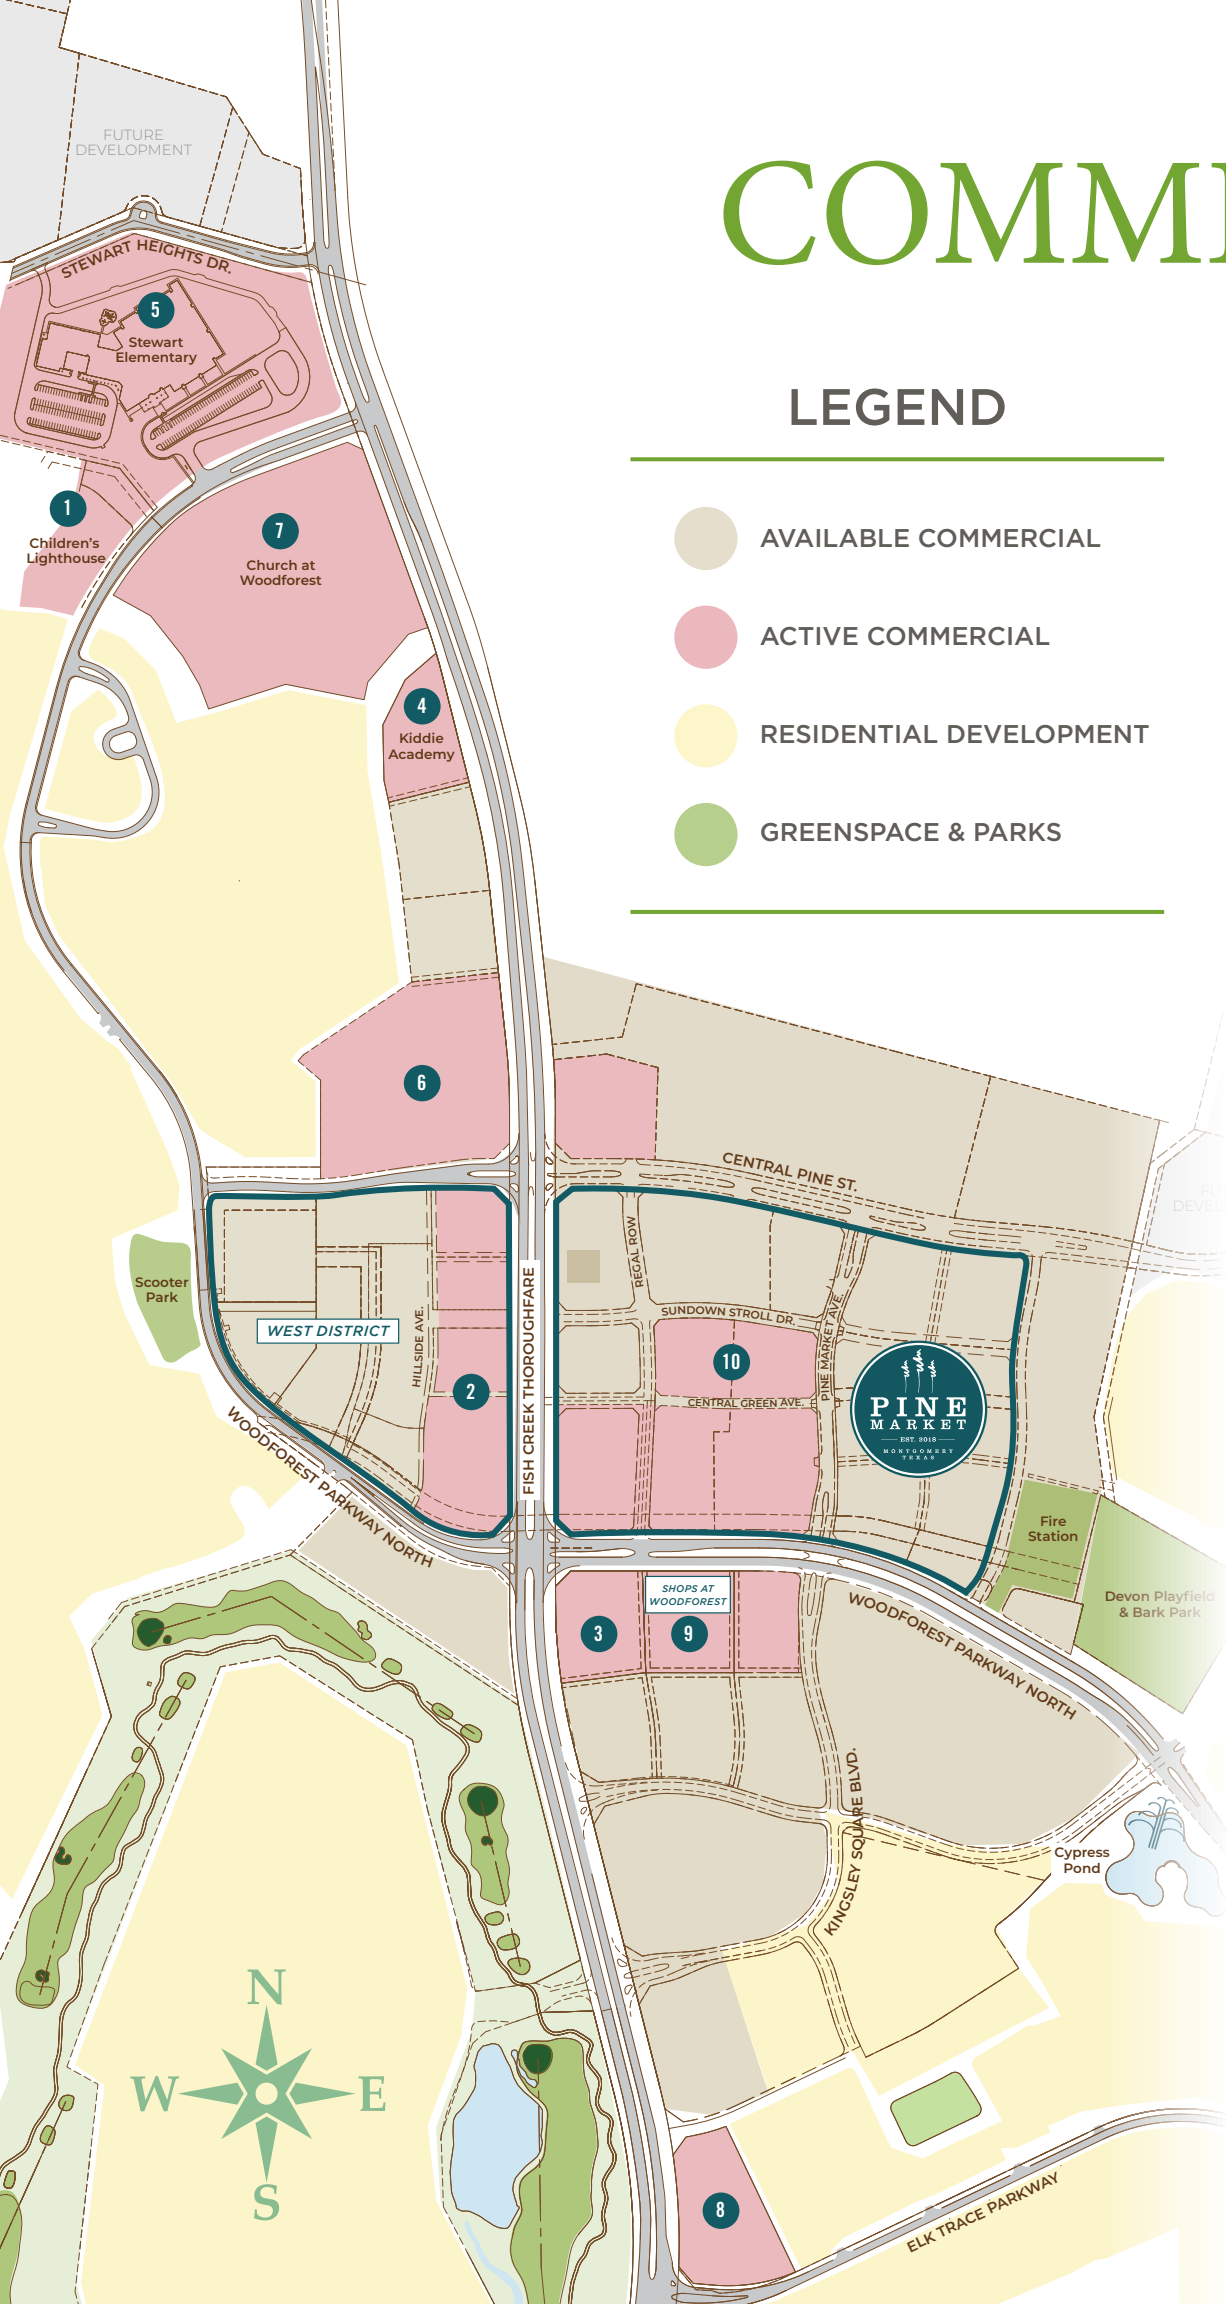 FUTURE
DEVELOPMENT
COMM
STEWART HEIGHTS DR.
5
Stewart
Elementary
LEGEND
AVAILABLE COMMERCIAL
ACTIVE COMMERCIAL
RESIDENTIAL DEVELOPMENT
GREENSPACE & PARKS
1
Children's
Lighthouse
7
Church at
Woodforest
4
Kiddie
Academy
6
CENTRAL PINE ST.
Scooter
Park
WEST DISTRICT
HILLSIDE AVE.
2
FISH CREEK THOROUGHFARE
REGAL ROW
SUNDOWN STROLL DR.
PINE MARKET AVE.
10
CENTRAL GREEN AVE.
PINE
MARKET
EST. 2018
MONTGOMERY
TEXAS
WOODFOREST PARKWAY NORTH
Fire
Station
Devon Playfield
& Bark Park
SHOPS AT
WOODFOREST
3
9
WOODFOREST PARKWAY NORTH
KINGSLEY SQUARE BLVD.
Cypress
Pond
N
W
E
S
8
ELK TRACE PARKWAY